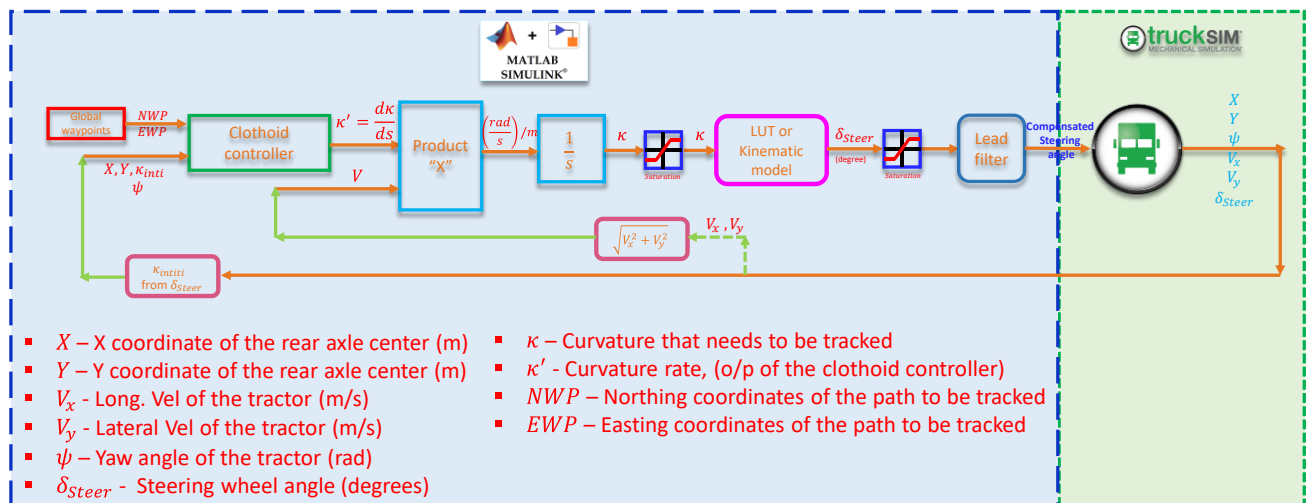 MATLAB
SIMULINK®
+
truckSIM
MECHANICAL SIMULATION
Global
waypoints
NWP
EWP
Clothoid
controller
κ′ = dκ/ds
Product
"X"
(rad/s)/m
1/s
κ
Saturation
κ
LUT or
Kinematic
model
δ_Steer
(degree)
Saturation
Lead
filter
Compensated
Steering
angle
X
Y
ψ
V_x
V_y
δ_Steer
X, Y, κ_inti
ψ
V
√(V_x^2 + V_y^2)
V_x , V_y
κ_intiti
from δ_Steer
▪ X – X coordinate of the rear axle center (m)
▪ Y – Y coordinate of the rear axle center (m)
▪ V_x - Long. Vel of the tractor (m/s)
▪ V_y - Lateral Vel of the tractor (m/s)
▪ ψ – Yaw angle of the tractor (rad)
▪ δ_Steer - Steering wheel angle (degrees)
▪ κ – Curvature that needs to be tracked
▪ κ′ - Curvature rate, (o/p of the clothoid controller)
▪ NWP – Northing coordinates of the path to be tracked
▪ EWP – Easting coordinates of the path to be tracked